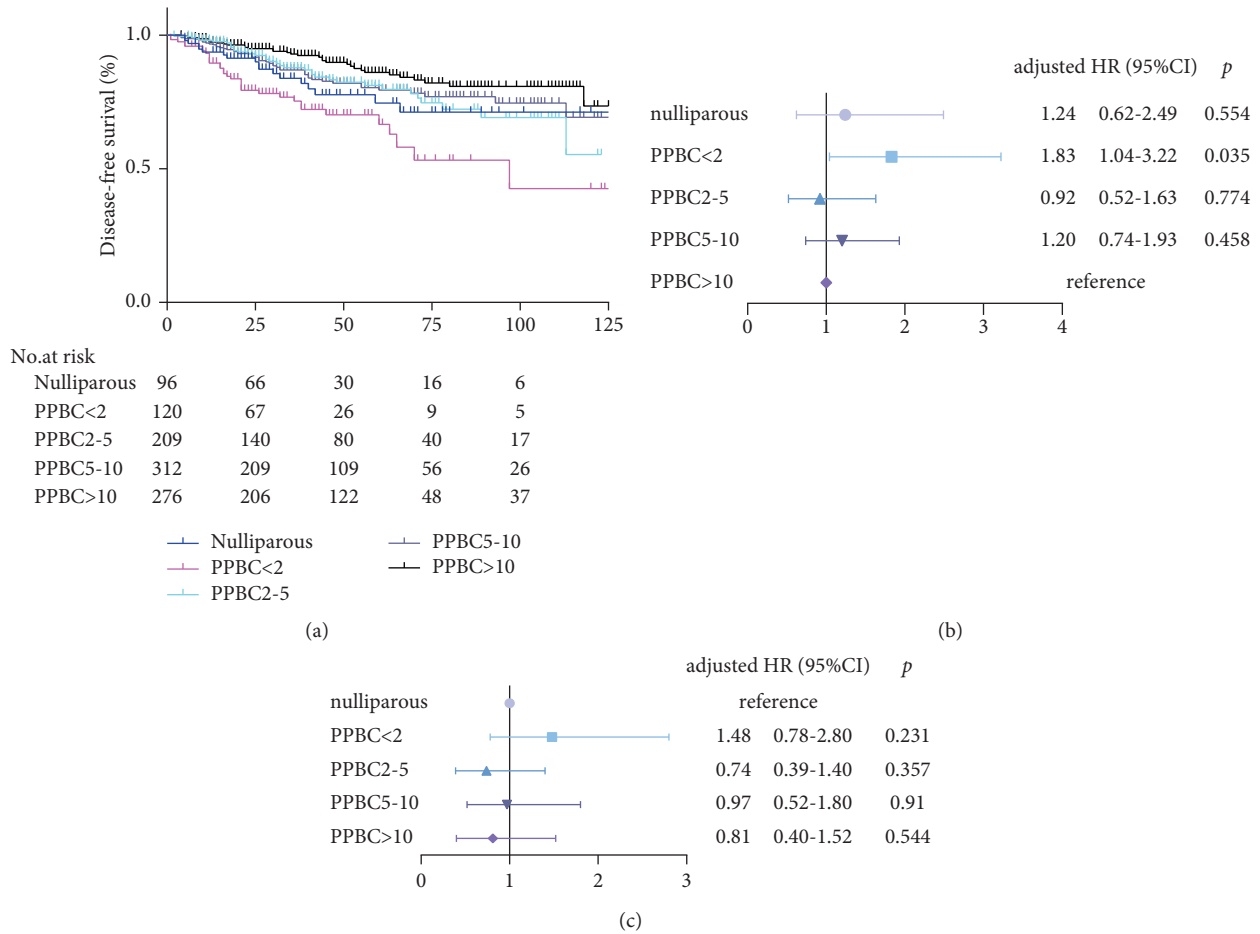 Disease-free surival (%)
1.0
0.5
0.0
0 25 50 75 100 125
No.at risk
Nulliparous 96 66 30 16 6
PPBC<2 120 67 26 9 5
PPBC2-5 209 140 80 40 17
PPBC5-10 312 209 109 56 26
PPBC>10 276 206 122 48 37
Nulliparous PPBC5-10
PPBC<2 PPBC>10
PPBC2-5
(a)
adjusted HR (95%CI) p
nulliparous 1.24 0.62-2.49 0.554
PPBC<2 1.83 1.04-3.22 0.035
PPBC2-5 0.92 0.52-1.63 0.774
PPBC5-10 1.20 0.74-1.93 0.458
PPBC>10 reference
0 1 2 3 4
(b)
adjusted HR (95%CI) p
nulliparous reference
PPBC<2 1.48 0.78-2.80 0.231
PPBC2-5 0.74 0.39-1.40 0.357
PPBC5-10 0.97 0.52-1.80 0.91
PPBC>10 0.81 0.40-1.52 0.544
0 1 2 3
(c)